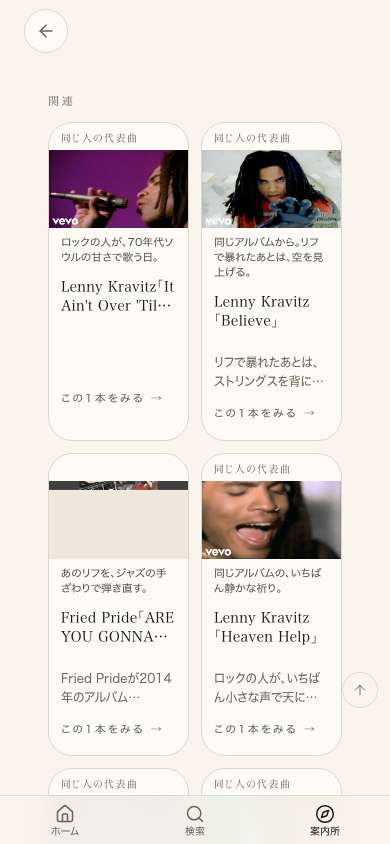 関連
同じ人の代表曲
vevo
ロックの人が、70年代ソ
ウルの甘さで歌う日。
Lenny Kravitz「It
Ain't Over 'Til…
この1本をみる →
同じ人の代表曲
vevo
同じアルバムから。リフ
で暴れたあとは、空を見
上げる。
Lenny Kravitz
「Believe」
リフで暴れたあとは、
ストリングスを背に…
この1本をみる →
あのリフを、ジャズの手
ざわりで弾き直す。
Fried Pride「ARE
YOU GONNA…
Fried Prideが2014
年のアルバム…
この1本をみる →
同じ人の代表曲
vevo
同じアルバムの、いちば
ん静かな祈り。
Lenny Kravitz
「Heaven Help」
ロックの人が、いちば
ん小さな声で天に…
この1本をみる →
同じ人の代表曲
同じ人の代表曲
ホーム
検索
案内所